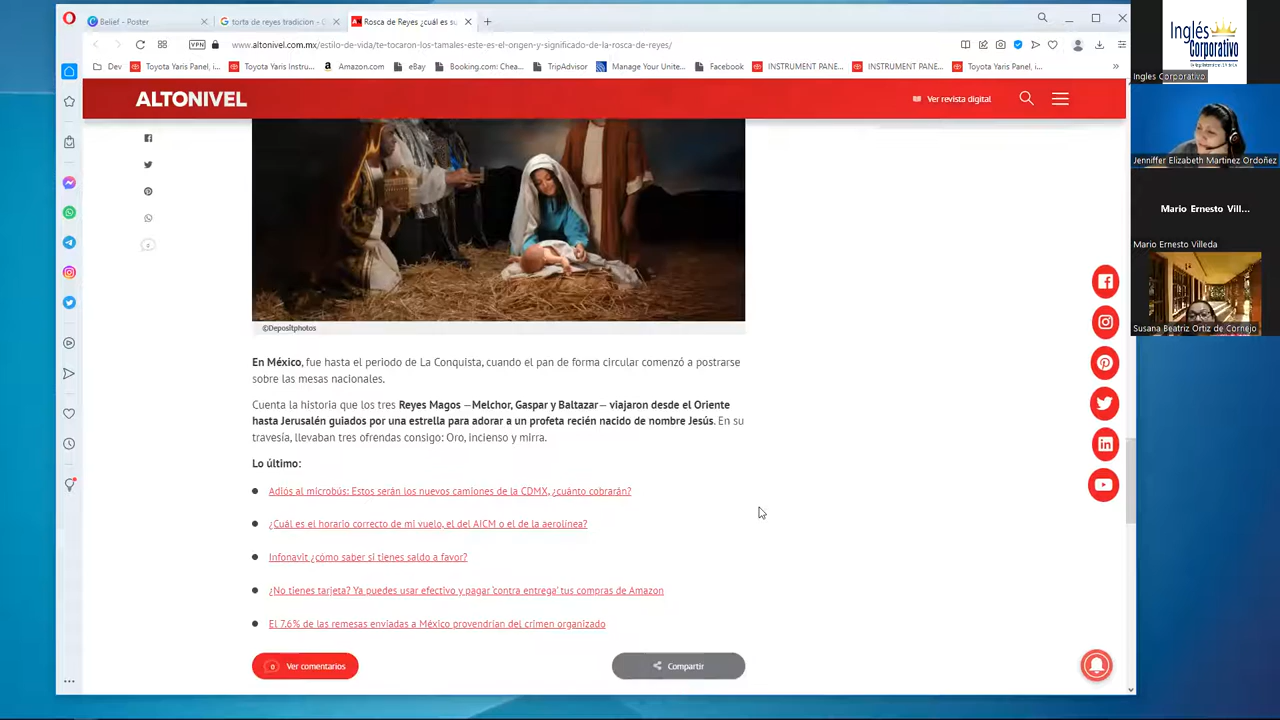 Belief - Poster
torta de reyes tradicion - G
Rosca de Reyes ¿cuál es su
VPN
www.altonivel.com.mx/estilo-de-vida/te-tocaron-los-tamales-este-es-el-origen-y-significado-de-la-rosca-de-reyes/
Dev
Toyota Yaris Panel, i...
Toyota Yaris Instru...
Amazon.com
eBay
Booking.com: Chea...
TripAdvisor
Manage Your Unite...
Facebook
INSTRUMENT PANE...
INSTRUMENT PANE...
Toyota Yaris Panel, i...
ALTONIVEL
Ver revista digital
©Depositphotos
En México, fue hasta el periodo de La Conquista, cuando el pan de forma circular comenzó a postrarse
sobre las mesas nacionales.
Cuenta la historia que los tres Reyes Magos —Melchor, Gaspar y Baltazar— viajaron desde el Oriente
hasta Jerusalén guiados por una estrella para adorar a un profeta recién nacido de nombre Jesús. En su
travesía, llevaban tres ofrendas consigo: Oro, incienso y mirra.
Lo último:
Adiós al microbús: Estos serán los nuevos camiones de la CDMX, ¿cuánto cobrarán?
¿Cuál es el horario correcto de mi vuelo, el del AICM o el de la aerolínea?
Infonavit ¿cómo saber si tienes saldo a favor?
¿No tienes tarjeta? Ya puedes usar efectivo y pagar 'contra entrega' tus compras de Amazon
El 7.6% de las remesas enviadas a México provendrían del crimen organizado
0 Ver comentarios
Compartir
Inglés
Corporativo
Ingles Corporativo
Jenniffer Elizabeth Martinez Ordoñez
Mario Ernesto Vill...
Mario Ernesto Villeda
Susana Beatriz Ortiz de Cornejo